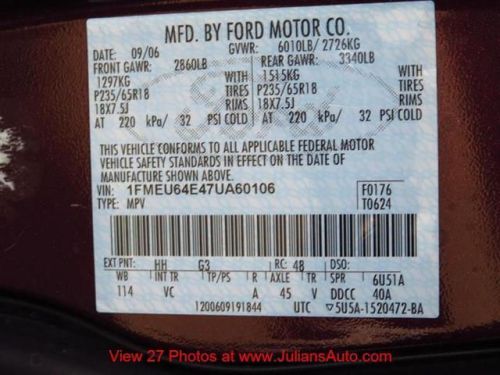 MFD. BY FORD MOTOR CO.
DATE: 09/06 GVWR: 6010LB/ 2726KG
FRONT GAWR: 2860LB REAR GAWR: 3340LB
1297KG WITH 1515KG WITH
P235/65R18 TIRES P235/65R18 TIRES
18X7.5J RIMS 18X7.5J RIMS
AT 220 kPa/ 32 PSI COLD AT 220 kPa/ 32 PSI COLD
THIS VEHICLE CONFORMS TO ALL APPLICABLE FEDERAL MOTOR
VEHICLE SAFETY STANDARDS IN EFFECT ON THE DATE OF
MANUFACTURE SHOWN ABOVE.
VIN: 1FMEU64E47UA60106 F0176
TYPE: MPV T0624
EXT PNT: HH G3 RC: 48 DSO:
WB INT TR TP/PS R AXLE TR SPR 6U51A
114 VC A 45 V DDCC 40A
1200609191844 UTC ▽5U5A-1520472-BA
View 27 Photos at www.JuliansAuto.com